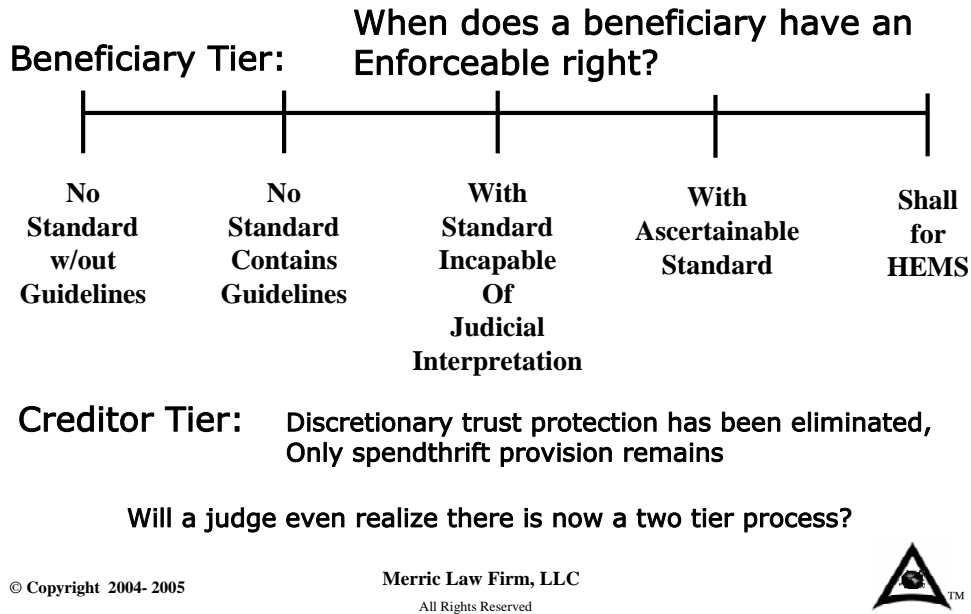 When does a beneficiary have an
Beneficiary Tier: Enforceable right?
No
Standard
w/out
Guidelines
No
Standard
Contains
Guidelines
With
Standard
Incapable
Of
Judicial
Interpretation
With
Ascertainable
Standard
Shall
for
HEMS
Creditor Tier: Discretionary trust protection has been eliminated,
Only spendthrift provision remains
Will a judge even realize there is now a two tier process?
© Copyright 2004- 2005
Merric Law Firm, LLC
All Rights Reserved
TM